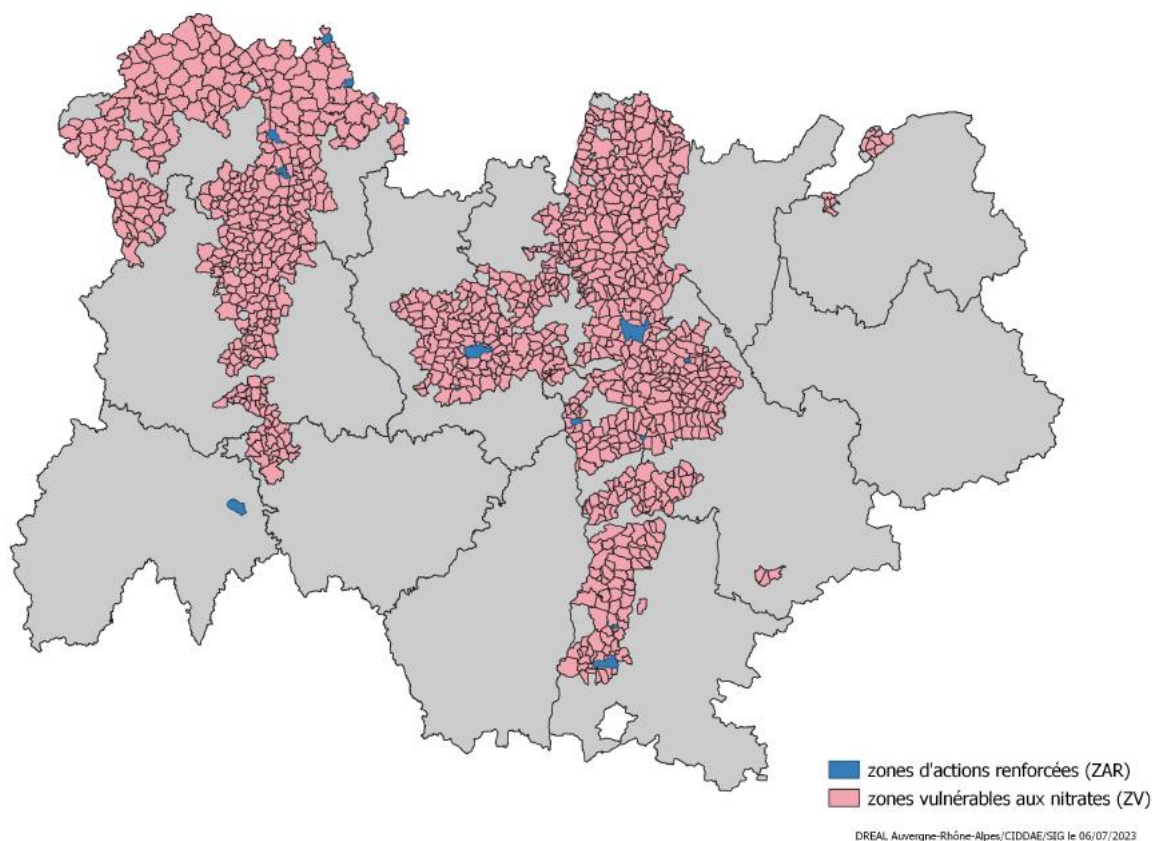 zones d'actions renforcées (ZAR)
zones vulnérables aux nitrates (ZV)
DREAL Auvergne-Rhône-Alpes/CIDDAE/SIG le 06/07/2023